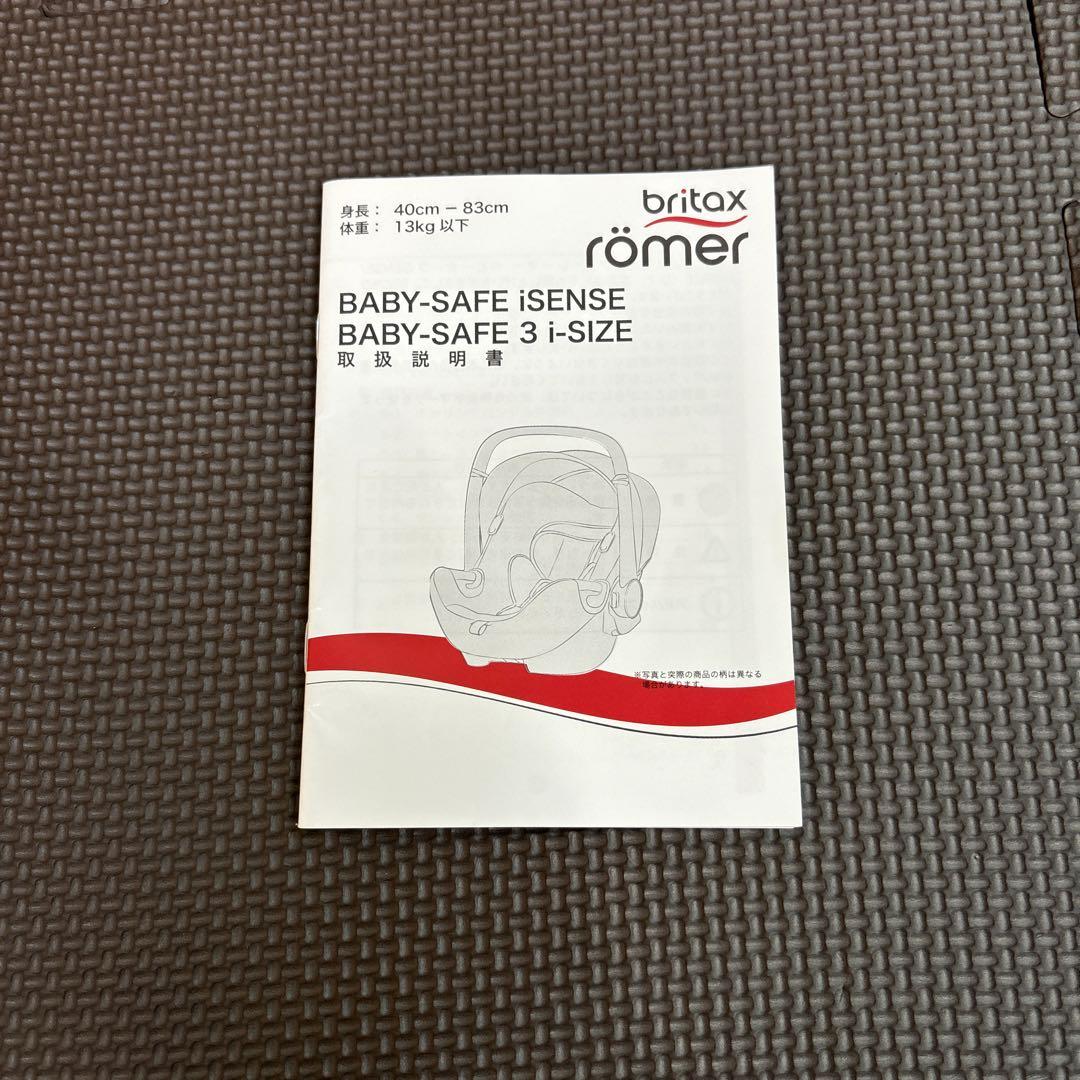 身長： 40cm － 83cm
体重： 13kg 以下
britax
römer
BABY-SAFE iSENSE
BABY-SAFE 3 i-SIZE
取扱説明書
※写真と実際の商品の柄は異なる
場合があります。